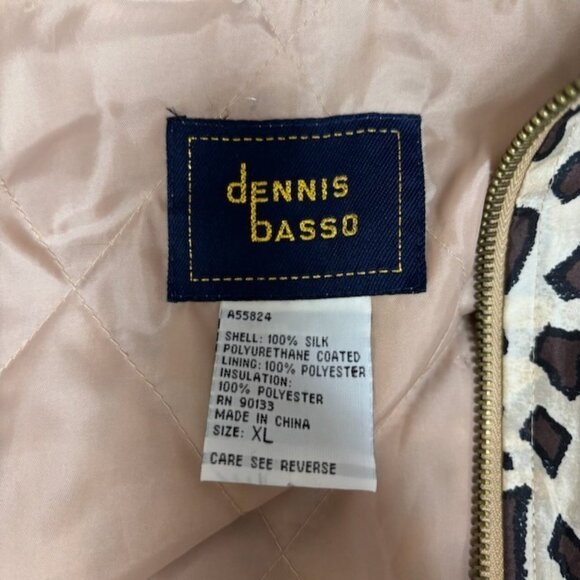 dENNIS
bASSO
A55824
SHELL: 100% SILK
POLYURETHANE COATED
LINING: 100% POLYESTER
INSULATION:
100% POLYESTER
RN 90133
MADE IN CHINA
SIZE: XL
CARE SEE REVERSE